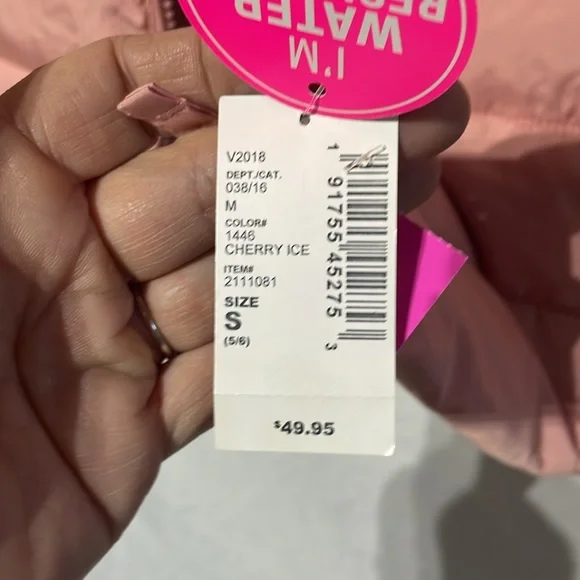 I'M
WATER
V2018
DEPT./CAT.
038/16
M
COLOR#
1446
CHERRY ICE
ITEM#
2111081
SIZE
S
(5/6)
$49.95
1 91755 45275 3